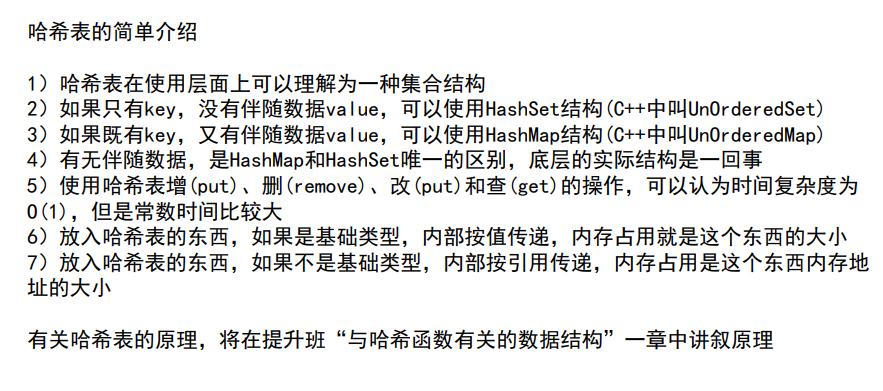 哈希表的简单介绍
1）哈希表在使用层面上可以理解为一种集合结构
2）如果只有key，没有伴随数据value，可以使用HashSet结构(C++中叫UnOrderedSet)
3）如果既有key，又有伴随数据value，可以使用HashMap结构(C++中叫UnOrderedMap)
4）有无伴随数据，是HashMap和HashSet唯一的区别，底层的实际结构是一回事
5）使用哈希表增(put)、删(remove)、改(put)和查(get)的操作，可以认为时间复杂度为
O(1)，但是常数时间比较大
6）放入哈希表的东西，如果是基础类型，内部按值传递，内存占用就是这个东西的大小
7）放入哈希表的东西，如果不是基础类型，内部按引用传递，内存占用是这个东西内存地
址的大小
有关哈希表的原理，将在提升班“与哈希函数有关的数据结构”一章中讲叙原理